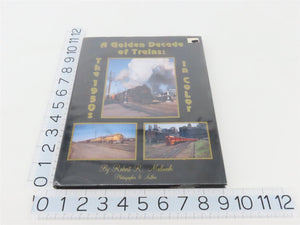 A Golden Decade
of Trains:
The 1950s
In Color
By Robert R. Malinoski
Photographer & Author
0 1 2 3 4 5 6 7 8 9 10 11 12
0 1 2 3 4 5 6 7 8 9 10 11 12